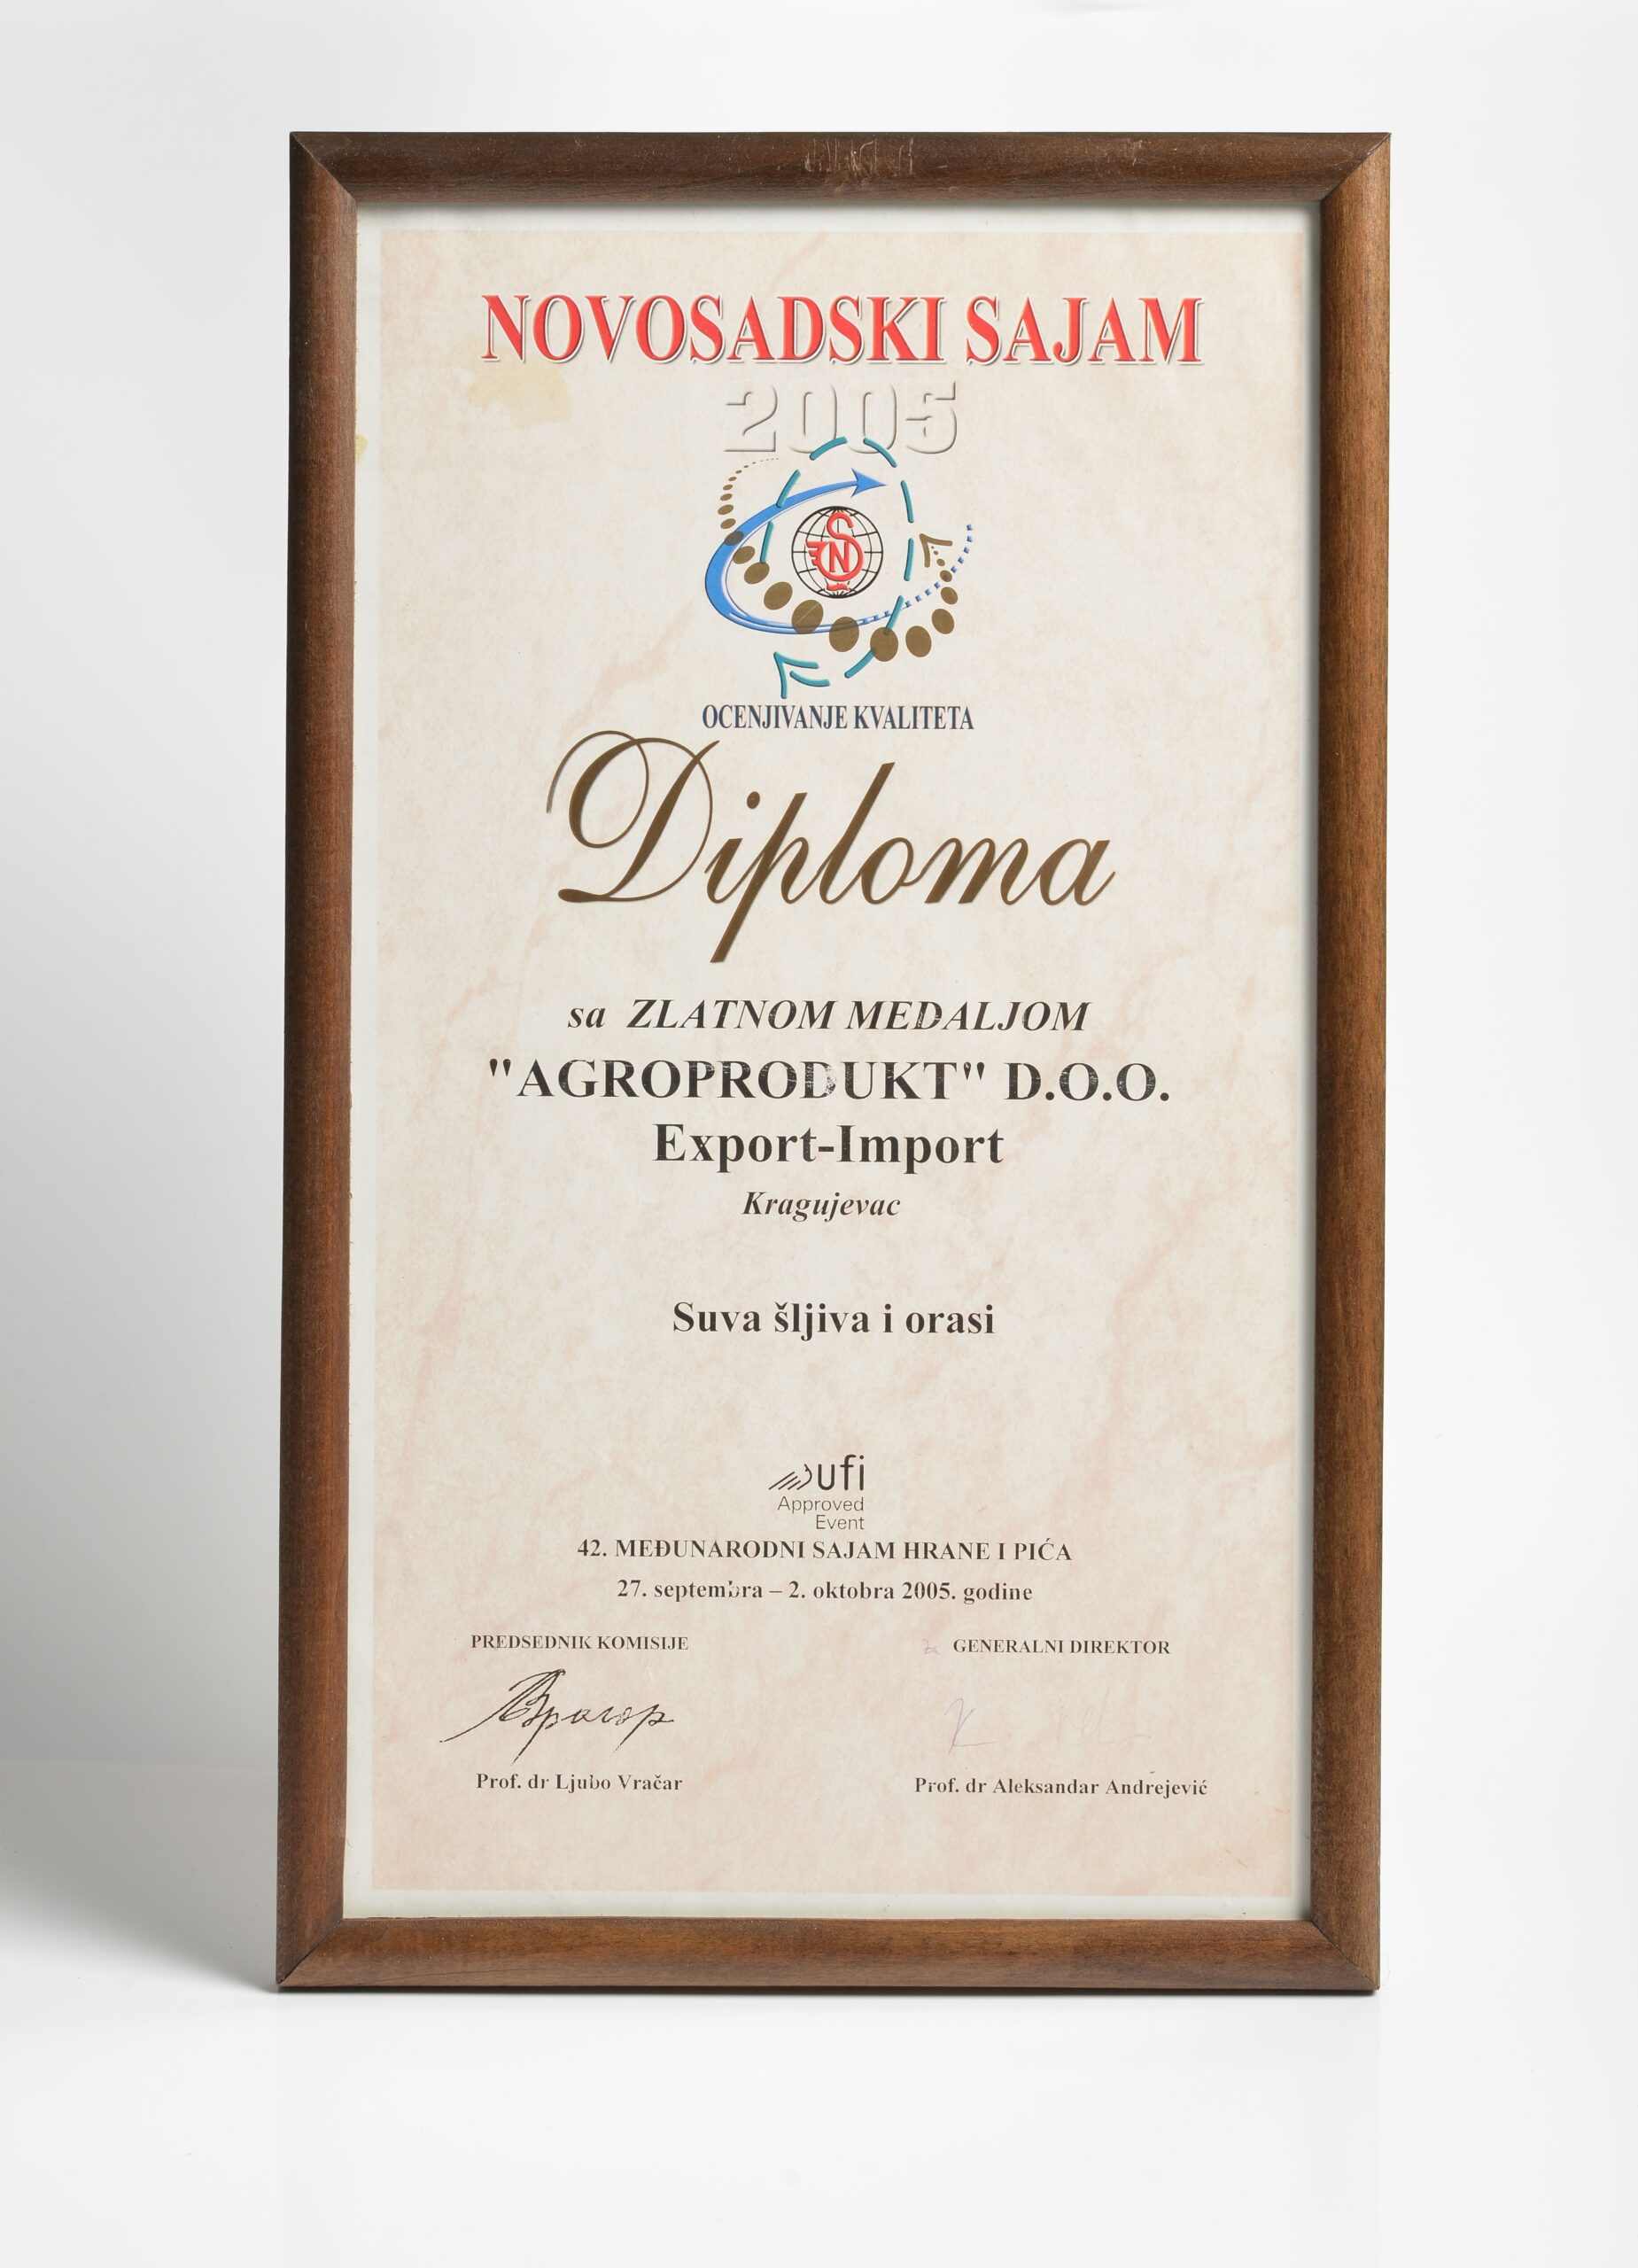 NOVOSADSKI SAJAM
2005
OCENJIVANJE KVALITETA
Diploma
sa ZLATNOM MEDALJOM
"AGROPRODUKT" D.O.O.
Export-Import
Kragujevac
Suva šljiva i orasi
ufi
Approved
Event
42. MEĐUNARODNI SAJAM HRANE I PIĆA
27. septembra – 2. oktobra 2005. godine
PREDSEDNIK KOMISIJE
GENERALNI DIREKTOR
Prof. dr Ljubo Vračar
Prof. dr Aleksandar Andrejević